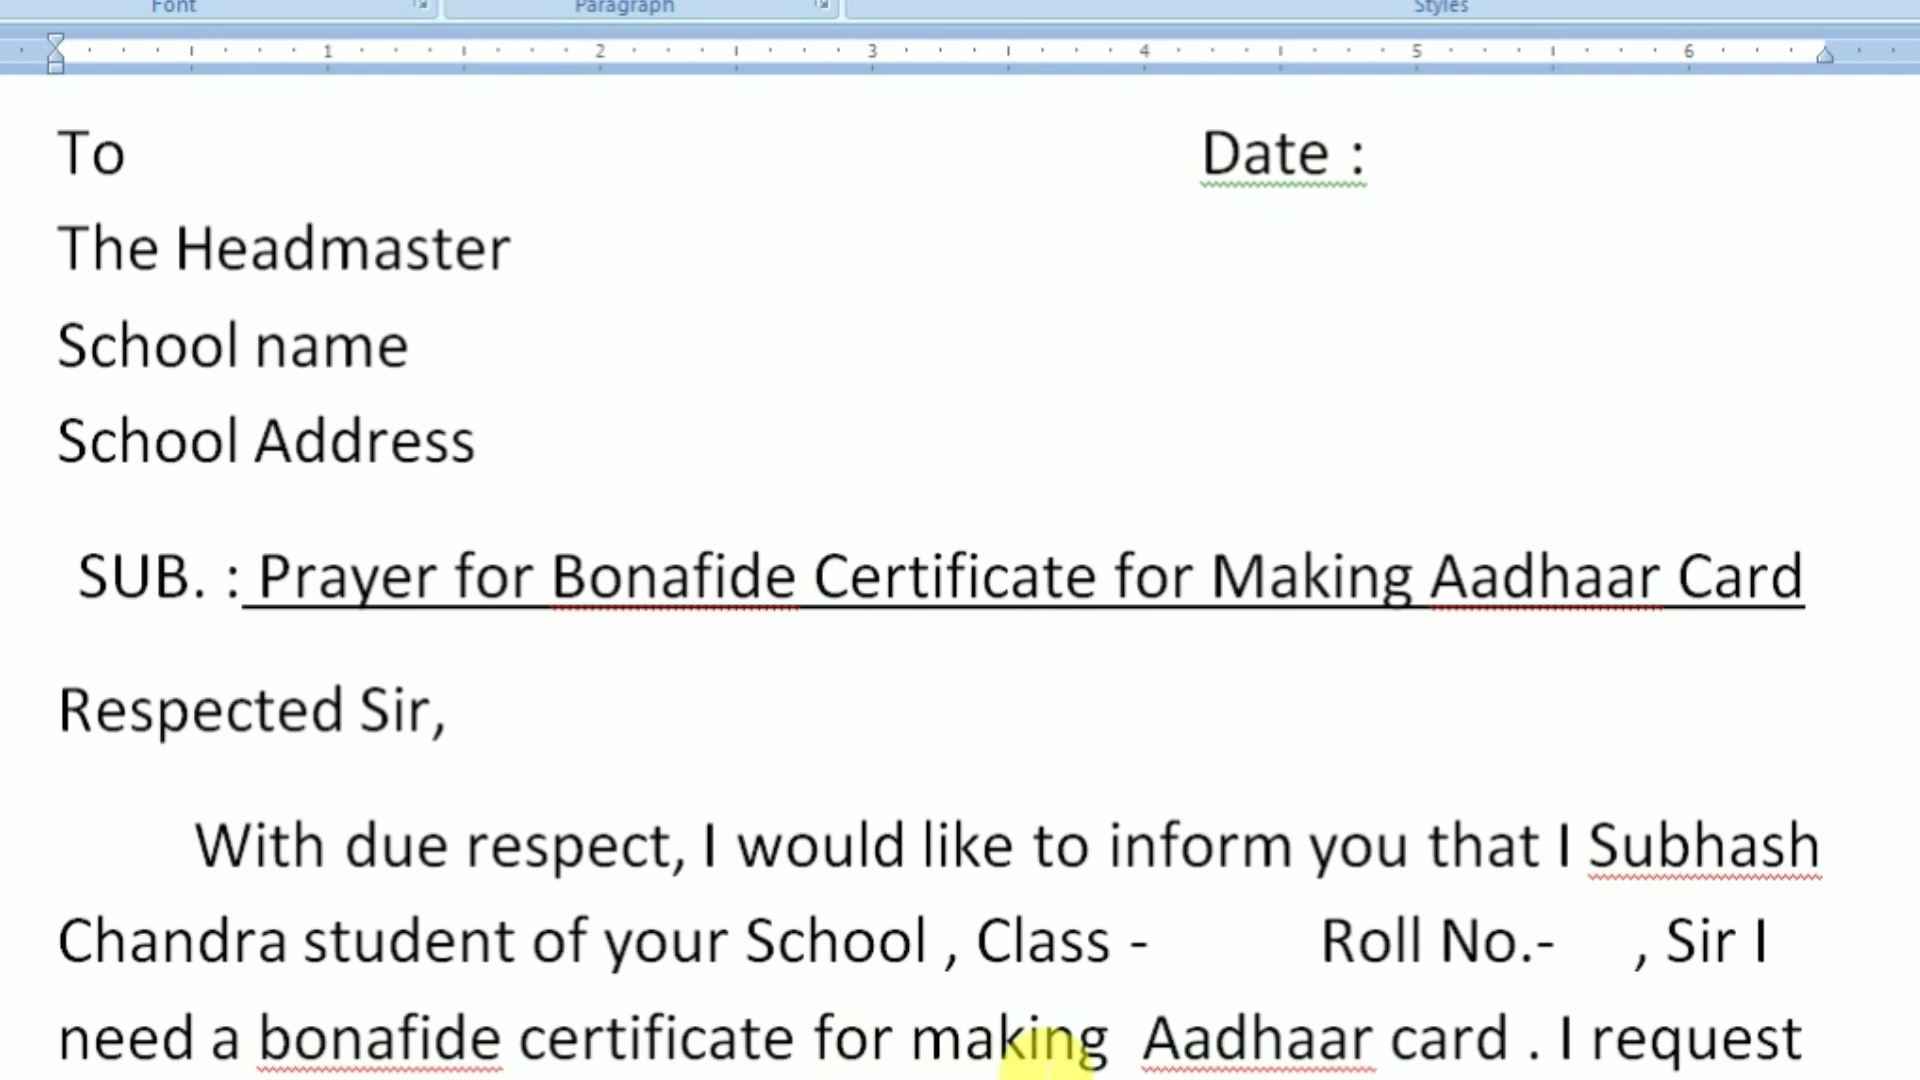 Font Paragraph Styles
1 2 3 4 5 6
To Date :
The Headmaster
School name
School Address
SUB. : Prayer for Bonafide Certificate for Making Aadhaar Card
Respected Sir,
With due respect, I would like to inform you that I Subhash
Chandra student of your School , Class - Roll No.- , Sir I
need a bonafide certificate for making Aadhaar card . I request